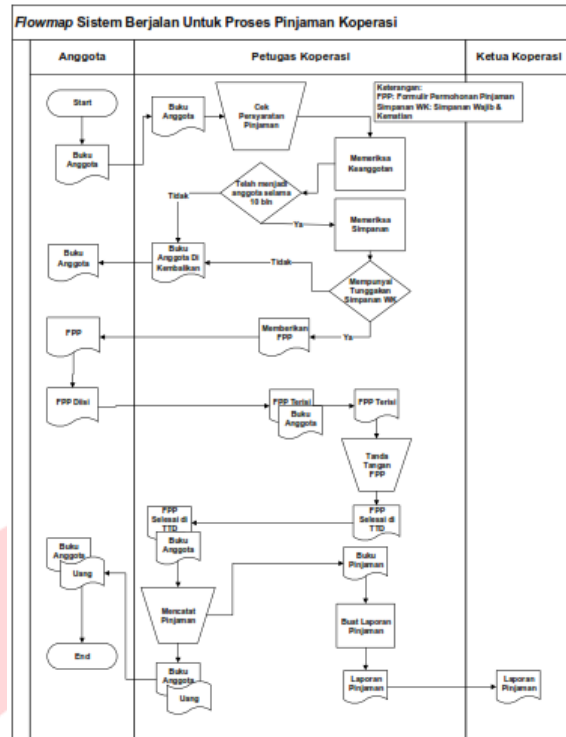 Flowmap Sistem Berjalan Untuk Proses Pinjaman Koperasi
Anggota
Petugas Koperasi
Ketua Koperasi
Keterangan:
FPP: Formulir Permohonan Pinjaman
Simpanan WK: Simpanan Wajib &
Kematian
Start
Buku
Anggota
Buku
Anggota
Cek
Persyaratan
Pinjaman
Memeriksa
Keanggotan
Telah menjadi
anggota selama
10 bln
Tidak
Ya
Memeriksa
Simpanan
Buku
Anggota
Buku
Anggota Di
Kembalikan
Tidak
Mempunyai
Tunggakan
Simpanan WK
Ya
Memberikan
FPP
FPP
FPP Diisi
FPP Terisi
Buku
Anggota
FPP Terisi
Tanda
Tangan
FPP
FPP
Selesai di
TTD
FPP
Selesai di
TTD
Buku
Anggota
Buku
Anggota
Uang
Mencatat
Pinjaman
Buku
Pinjaman
Buat Laporan
Pinjaman
End
Buku
Anggota
Uang
Laporan
Pinjaman
Laporan
Pinjaman